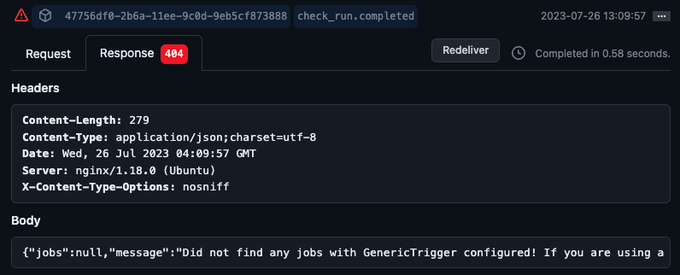 47756df0-2b6a-11ee-9c0d-9eb5cf873888 check_run.completed 2023-07-26 13:09:57
Request Response 404 Redeliver Completed in 0.58 seconds.
Headers
Content-Length: 279
Content-Type: application/json;charset=utf-8
Date: Wed, 26 Jul 2023 04:09:57 GMT
Server: nginx/1.18.0 (Ubuntu)
X-Content-Type-Options: nosniff
Body
{"jobs":null,"message":"Did not find any jobs with GenericTrigger configured! If you are using a